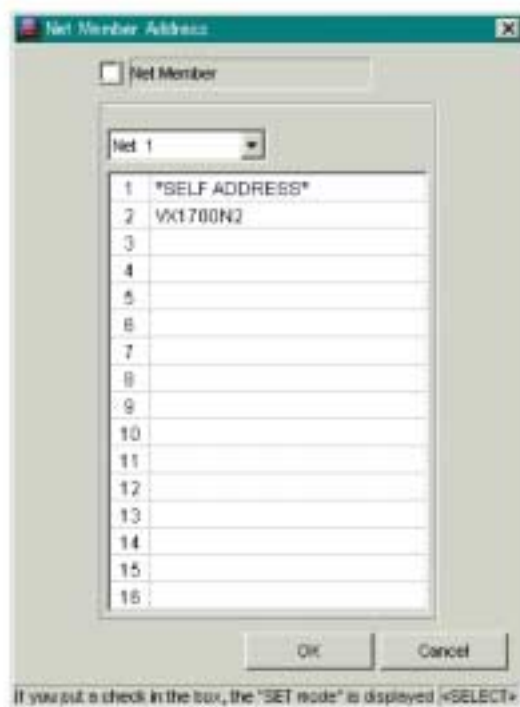 Net Member Address
Net Member
Net 1
1 *SELF ADDRESS*
2 VX1700N2
3
4
5
6
7
8
9
10
11
12
13
14
15
16
OK Cancel
If you put a check in the box, the "SET mode" is displayed «SELECT»